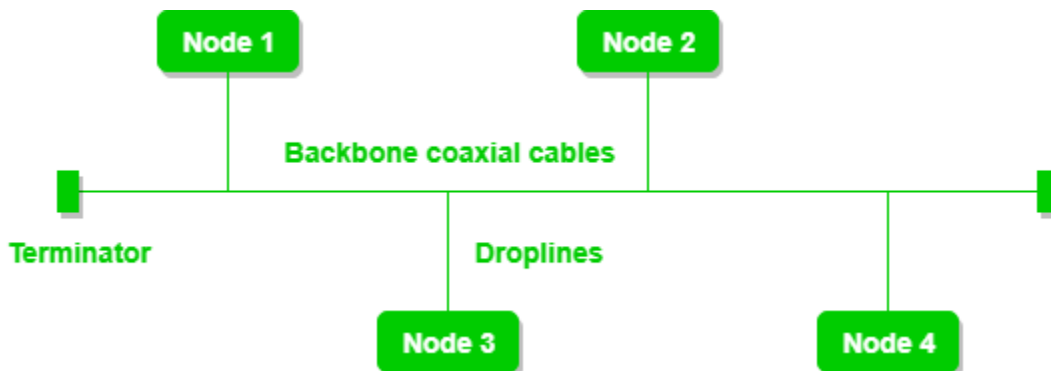 Node 1
Node 2
Backbone coaxial cables
Terminator
Droplines
Node 3
Node 4